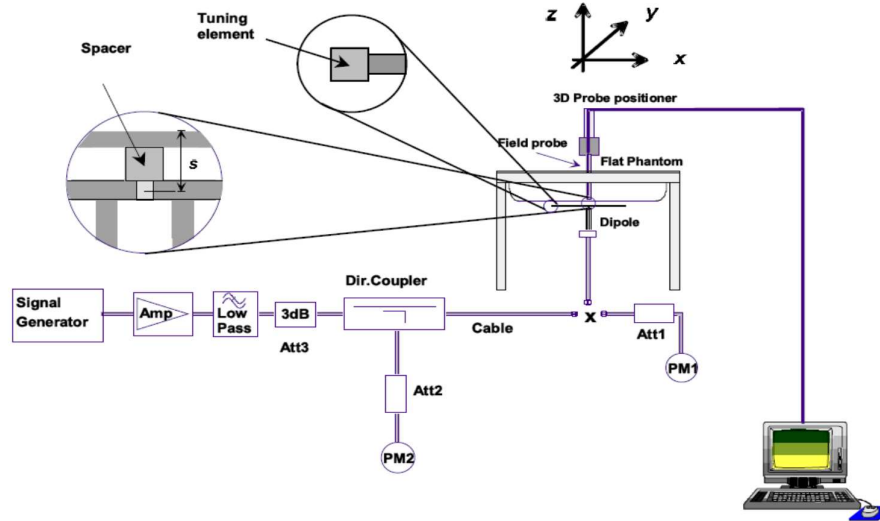 Tuning
element
Spacer
s
z
y
x
3D Probe positioner
Field probe
Flat Phantom
Dipole
Dir.Coupler
Signal
Generator
Amp
Low
Pass
3dB
Att3
Cable
x
Att1
PM1
Att2
PM2